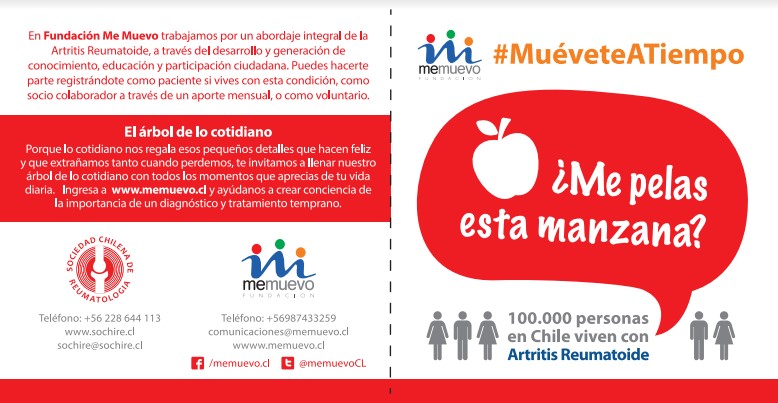 En Fundación Me Muevo trabajamos por un abordaje integral de la
Artritis Reumatoide, a través del desarrollo y generación de
conocimiento, educación y participación ciudadana. Puedes hacerte
parte registrándote como paciente si vives con esta condición, como
socio colaborador a través de un aporte mensual, o como voluntario.
El árbol de lo cotidiano
Porque lo cotidiano nos regala esos pequeños detalles que hacen feliz
y que extrañamos tanto cuando perdemos, te invitamos a llenar nuestro
árbol de lo cotidiano con todos los momentos que aprecias de tu vida
diaria. Ingresa a www.memuevo.cl y ayúdanos a crear conciencia de
la importancia de un diagnóstico y tratamiento temprano.
SOCIEDAD CHILENA DE
REUMATOLOGIA
Teléfono: +56 228 644 113
www.sochire.cl
sochire@sochire.cl
memuevo
FUNDACIÓN
Teléfono: +56987433259
comunicaciones@memuevo.cl
wwww.memuevo.cl
/memuevo.cl @memuevoCL
memuevo
FUNDACIÓN
#MuéveteATiempo
¿Me pelas
esta manzana?
100.000 personas
en Chile viven con
Artritis Reumatoide